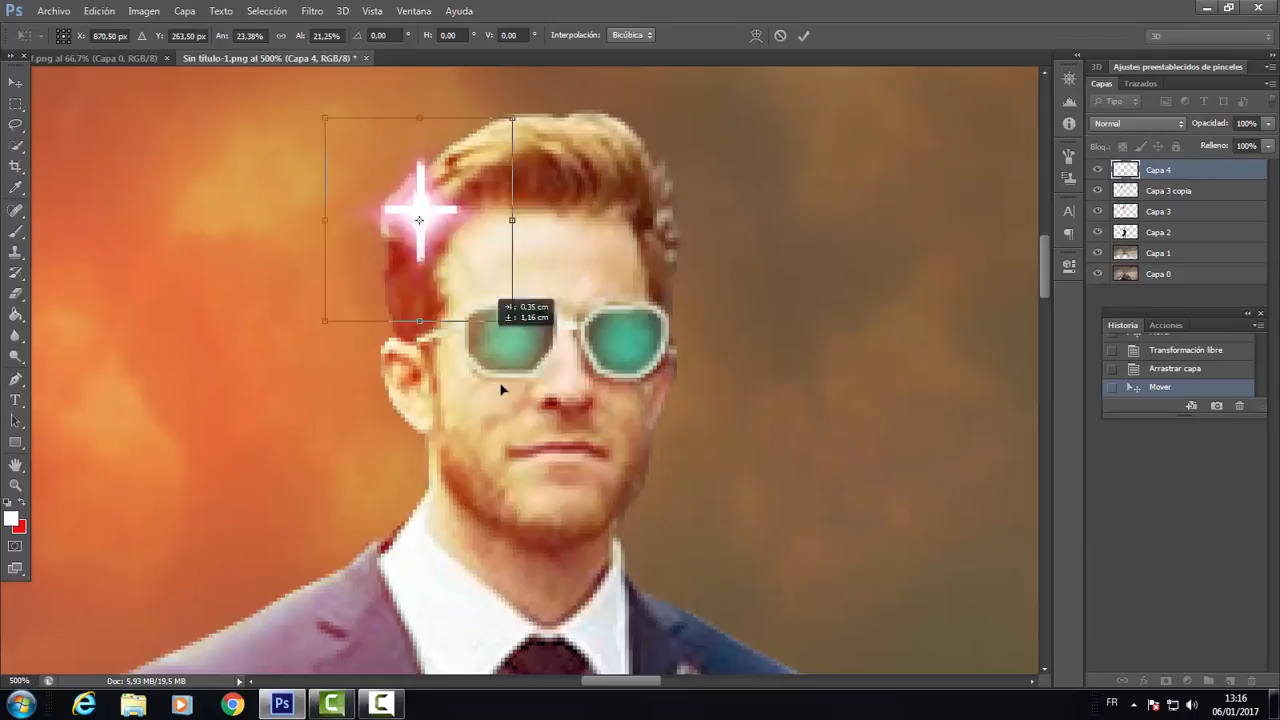 Ps Archivo Edición Imagen Capa Texto Selección Filtro 3D Vista Ventana Ayuda
X: 870,50 px Y: 263,50 px An: 23,38% Al: 21,25% 0,00 ° H: 0,00 ° V: 0,00 ° Interpolación: Bicúbica 3D
f.png al 66,7% (Capa 0, RGB/8) × Sin título-1.png al 500% (Capa 4, RGB/8) * ×
3D Ajustes preestablecidos de pinceles
Capas Trazados
Tipo
Normal Opacidad: 100%
Bloq.: Relleno: 100%
Capa 4
Capa 3 copia
Capa 3
Capa 2
Capa 1
Capa 0
: 0,35 cm
: 1,16 cm
Historia Acciones
Transformación libre
Arrastrar capa
Mover
500% Doc: 5,93 MB/19,5 MB
Ps FR 13:16
06/01/2017